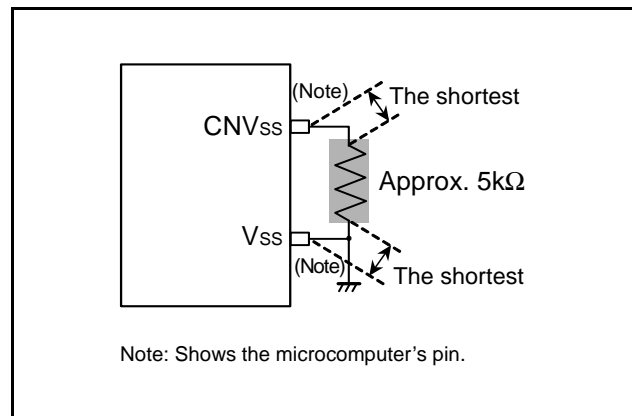 (Note)
The shortest
CNVss
Approx. 5kΩ
Vss
(Note)
The shortest
Note: Shows the microcomputer's pin.